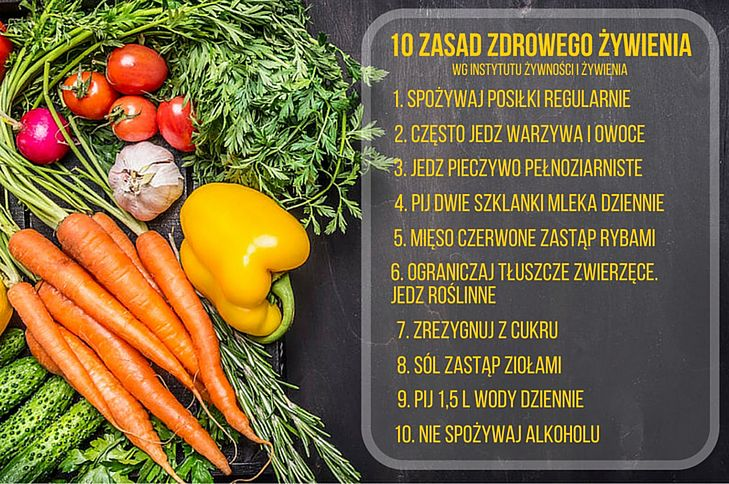 10 ZASAD ZDROWEGO ŻYWIENIA
WG INSTYTUTU ŻYWNOŚCI I ŻYWIENIA
1. SPOŻYWAJ POSIŁKI REGULARNIE
2. CZĘSTO JEDZ WARZYWA I OWOCE
3. JEDZ PIECZYWO PEŁNOZIARNISTE
4. PIJ DWIE SZKLANKI MLEKA DZIENNIE
5. MIĘSO CZERWONE ZASTĄP RYBAMI
6. OGRANICZAJ TŁUSZCZE ZWIERZĘCE.
JEDZ ROŚLINNE
7. ZREZYGNUJ Z CUKRU
8. SÓL ZASTĄP ZIOŁAMI
9. PIJ 1,5 L WODY DZIENNIE
10. NIE SPOŻYWAJ ALKOHOLU